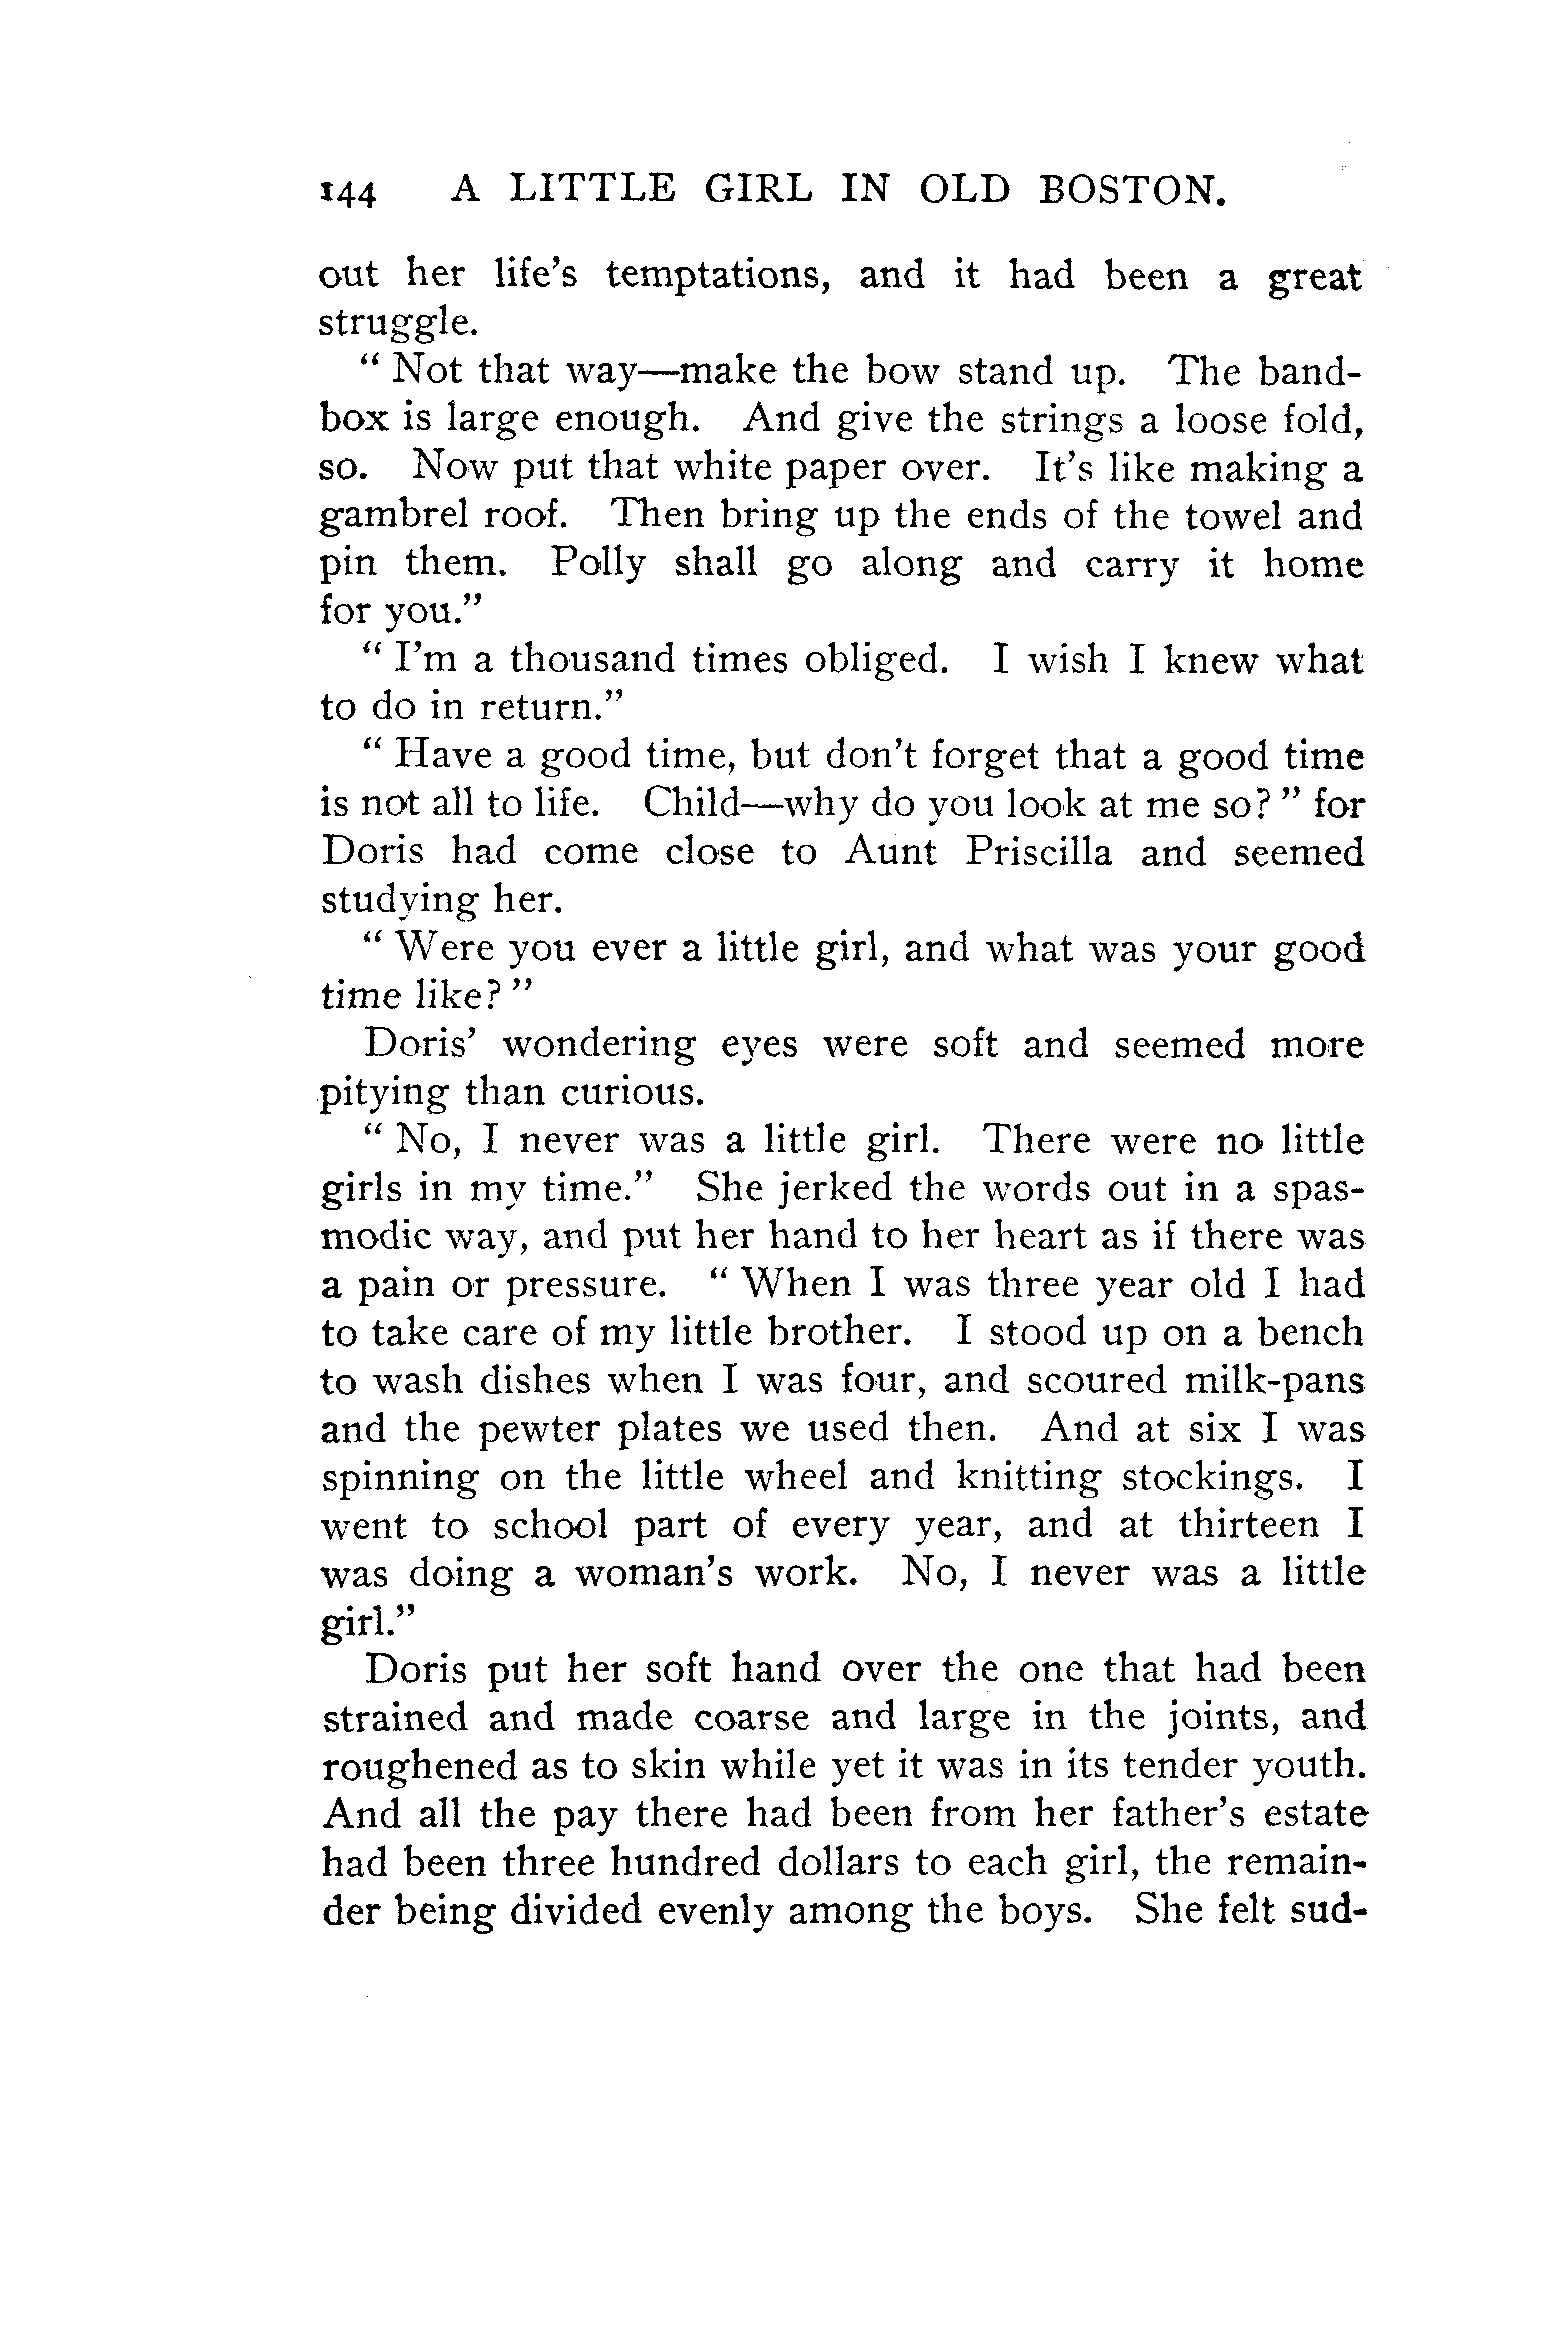 144 A LITTLE GIRL IN OLD BOSTON.
out her life's temptations, and it had been a great
struggle.
" Not that way—make the bow stand up. The band-
box is large enough. And give the strings a loose fold,
so. Now put that white paper over. It's like making a
gambrel roof. Then bring up the ends of the towel and
pin them. Polly shall go along and carry it home
for you."
" I'm a thousand times obliged. I wish I knew what
to do in return."
" Have a good time, but don't forget that a good time
is not all to life. Child—why do you look at me so? " for
Doris had come close to Aunt Priscilla and seemed
studying her.
" Were you ever a little girl, and what was your good
time like? "
Doris' wondering eyes were soft and seemed more
pitying than curious.
" No, I never was a little girl. There were no little
girls in my time." She jerked the words out in a spas-
modic way, and put her hand to her heart as if there was
a pain or pressure. " When I was three year old I had
to take care of my little brother. I stood up on a bench
to wash dishes when I was four, and scoured milk-pans
and the pewter plates we used then. And at six I was
spinning on the little wheel and knitting stockings. I
went to school part of every year, and at thirteen I
was doing a woman's work. No, I never was a little
girl."
Doris put her soft hand over the one that had been
strained and made coarse and large in the joints, and
roughened as to skin while yet it was in its tender youth.
And all the pay there had been from her father's estate
had been three hundred dollars to each girl, the remain-
der being divided evenly among the boys. She felt sud-